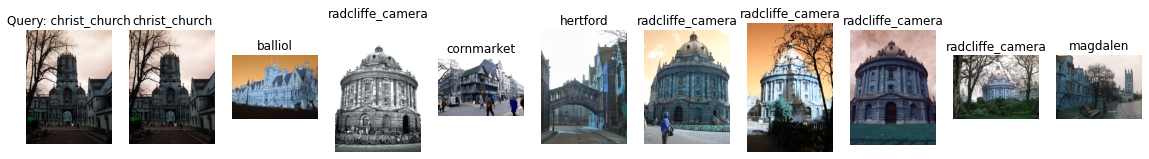 Query: christ_church
christ_church
balliol
radcliffe_camera
cornmarket
hertford
radcliffe_camera
radcliffe_camera
radcliffe_camera
radcliffe_camera
magdalen